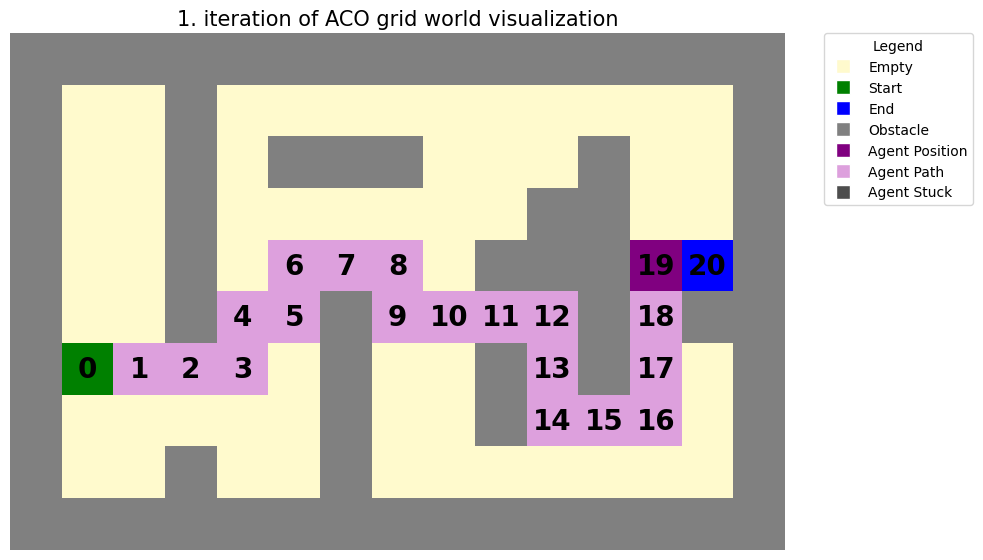 1. iteration of ACO grid world visualization
Legend
Empty
Start
End
Obstacle
Agent Position
Agent Path
Agent Stuck
6 7 8 19 20
4 5 9 10 11 12 18
0 1 2 3 13 17
14 15 16